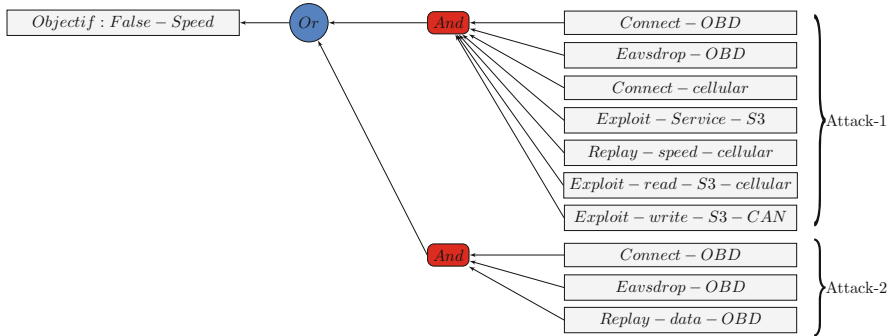 Objectif : False − Speed
Or
And
Connect − OBD
Eavsdrop − OBD
Connect − cellular
Exploit − Service − S3
Replay − speed − cellular
Exploit − read − S3 − cellular
Exploit − write − S3 − CAN
Attack-1
And
Connect − OBD
Eavsdrop − OBD
Replay − data − OBD
Attack-2